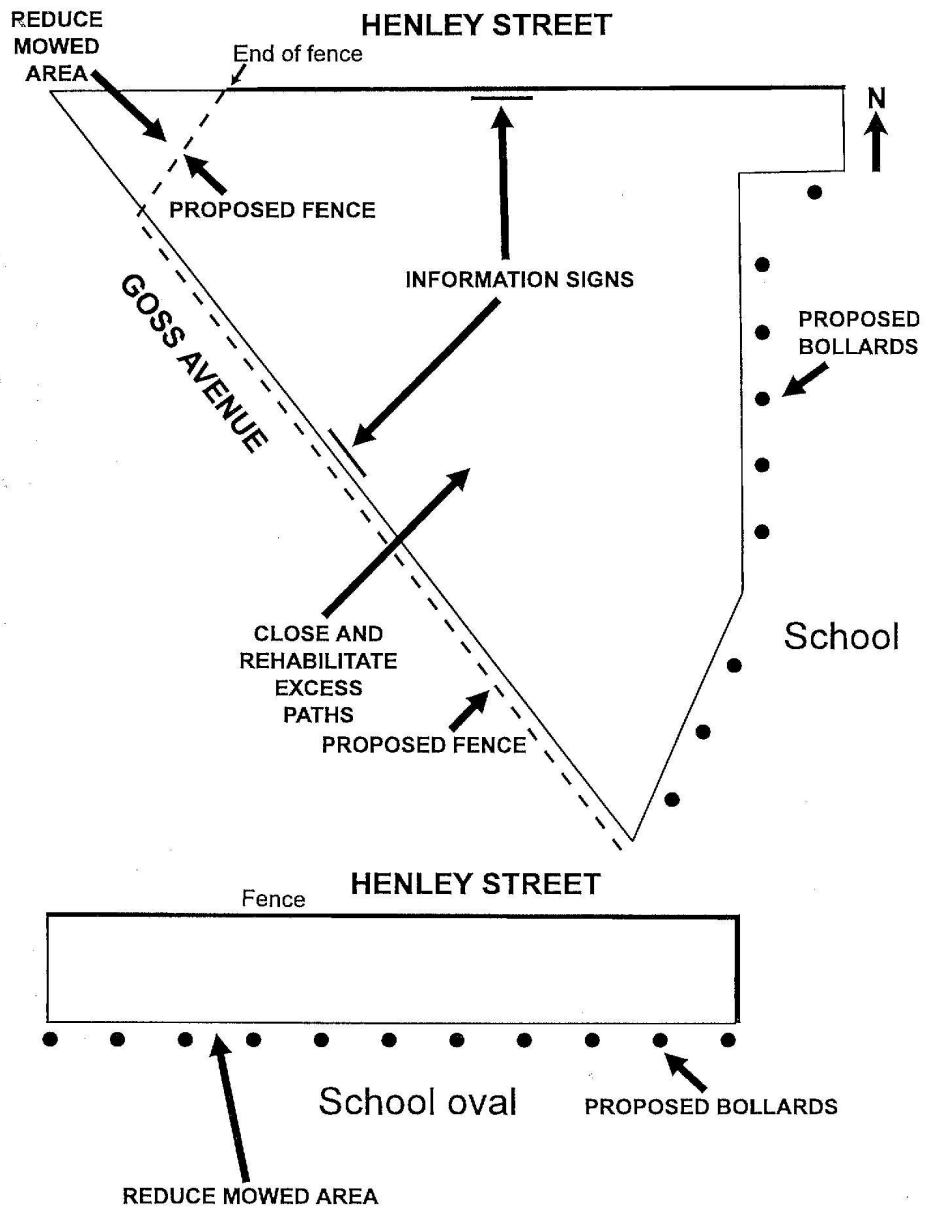 REDUCE
MOWED
AREA
HENLEY STREET
End of fence
N
PROPOSED FENCE
INFORMATION SIGNS
GOSS AVENUE
PROPOSED
BOLLARDS
CLOSE AND
REHABILITATE
EXCESS
PATHS
School
PROPOSED FENCE
HENLEY STREET
Fence
School oval
PROPOSED BOLLARDS
REDUCE MOWED AREA